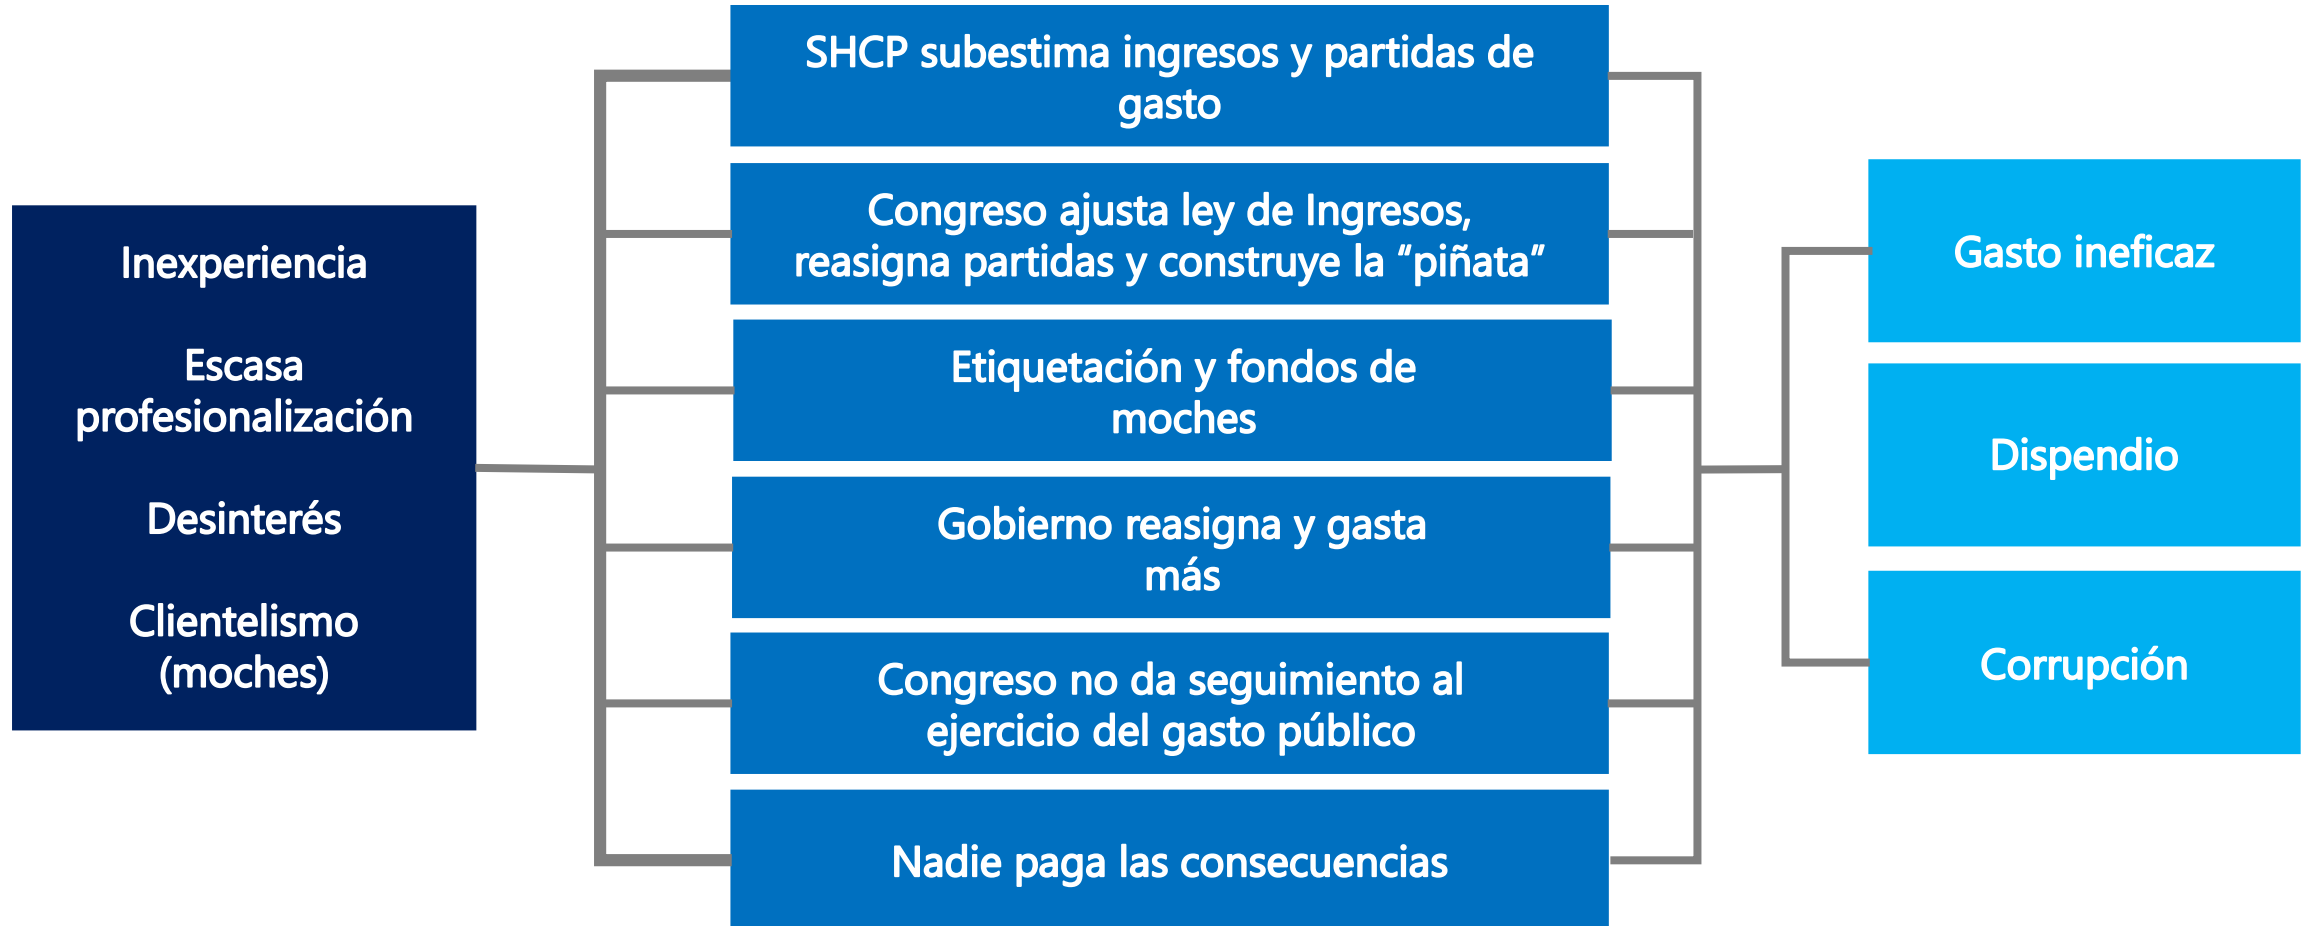 Inexperiencia
Escasa
profesionalización
Desinterés
Clientelismo
(moches)
SHCP subestima ingresos y partidas de
gasto
Congreso ajusta ley de Ingresos,
reasigna partidas y construye la “piñata”
Etiquetación y fondos de
moches
Gobierno reasigna y gasta
más
Congreso no da seguimiento al
ejercicio del gasto público
Nadie paga las consecuencias
Gasto ineficaz
Dispendio
Corrupción